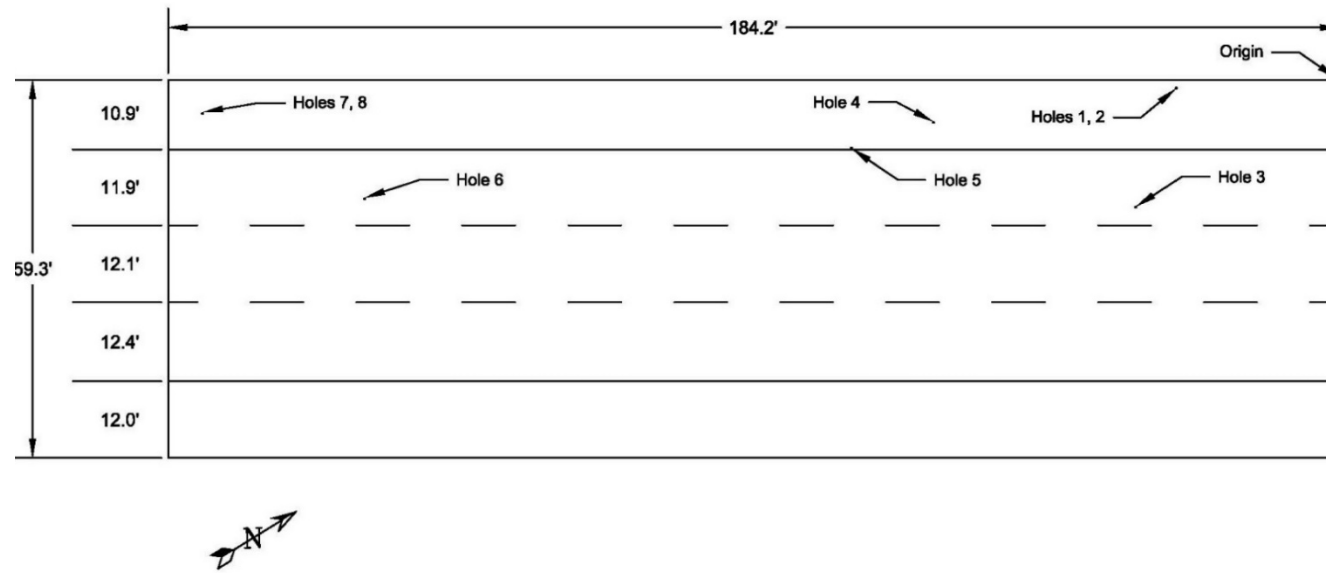 184.2'
Origin
10.9'
Holes 7, 8
Hole 4
Holes 1, 2
11.9'
Hole 6
Hole 5
Hole 3
59.3'
12.1'
12.4'
12.0'
N